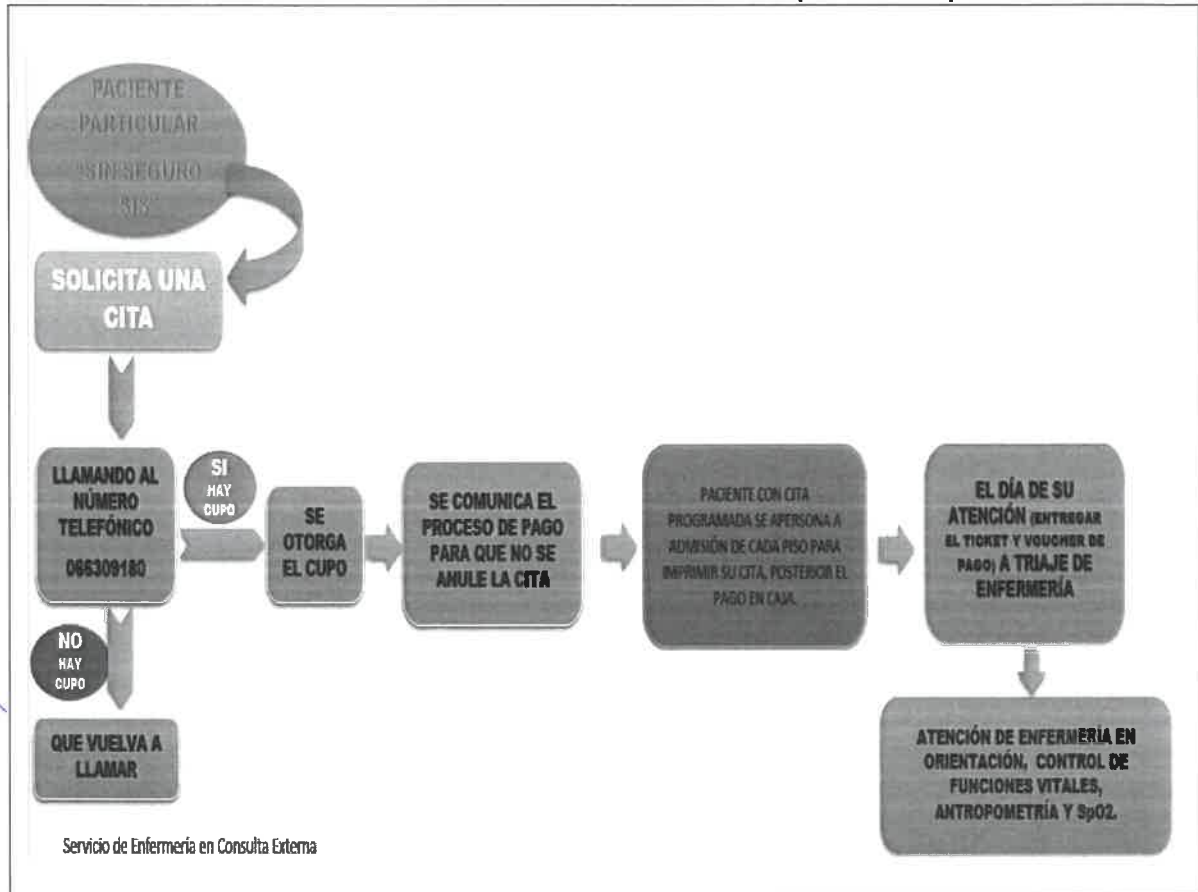 PACIENTE
PARTICULAR
"SIN SEGURO
SIS"
SOLICITA UNA
CITA
LLAMANDO AL
NÚMERO
TELEFÓNICO
066309180
SI
HAY
CUPO
SE
OTORGA
EL CUPO
SE COMUNICA EL
PROCESO DE PAGO
PARA QUE NO SE
ANULE LA CITA
PACIENTE CON CITA
PROGRAMADA SE APERSONA A
ADMISIÓN DE CADA PISO PARA
IMPRIMIR SU CITA, POSTERIOR EL
PAGO EN CAJA.
EL DÍA DE SU
ATENCIÓN (ENTREGAR
EL TICKET Y VOUCHER DE
PAGO) A TRIAJE DE
ENFERMERÍA
NO
HAY
CUPO
QUE VUELVA A
LLAMAR
ATENCIÓN DE ENFERMERÍA EN
ORIENTACIÓN, CONTROL DE
FUNCIONES VITALES,
ANTROPOMETRÍA Y SpO2.
Servicio de Enfermería en Consulta Externa